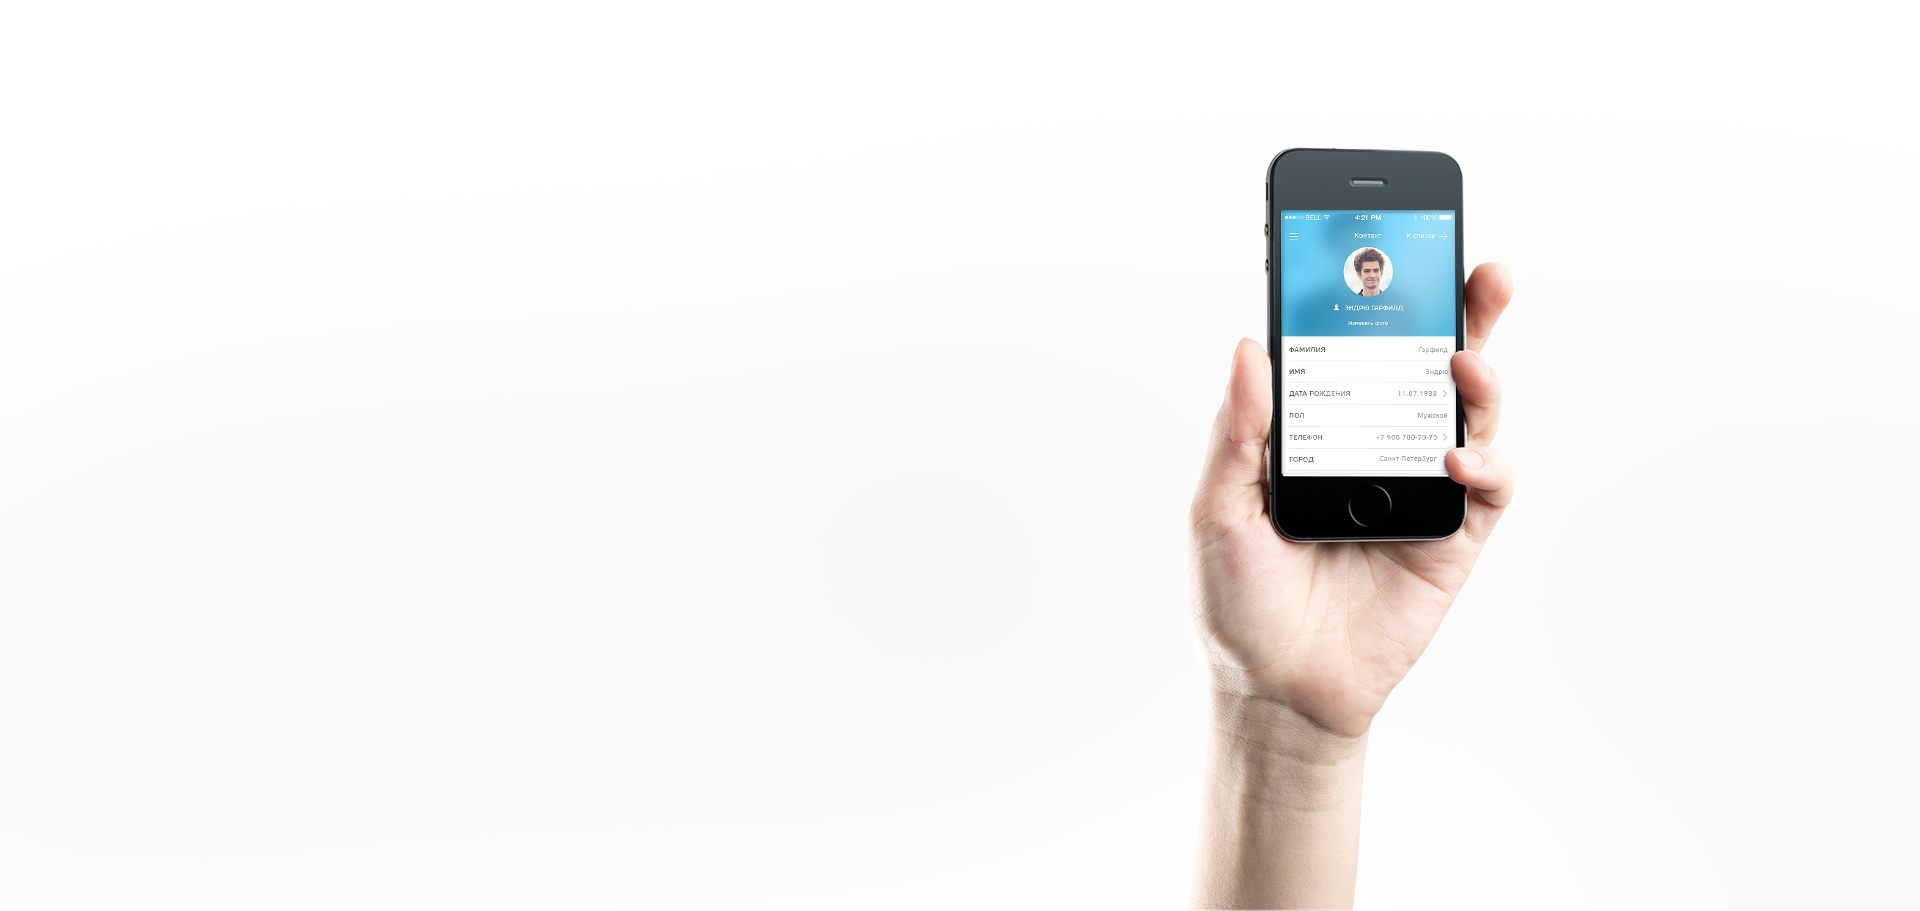 BELL 4:21 PM 100%
Контакт К списку
ЭНДРЮ ГАРФИЛД
Изменить фото
ФАМИЛИЯ Гарфилд
ИМЯ Эндрю
ДАТА РОЖДЕНИЯ 11.07.1988
ПОЛ Мужской
ТЕЛЕФОН +7 900 700-70-70
ГОРОД Санкт-Петербург